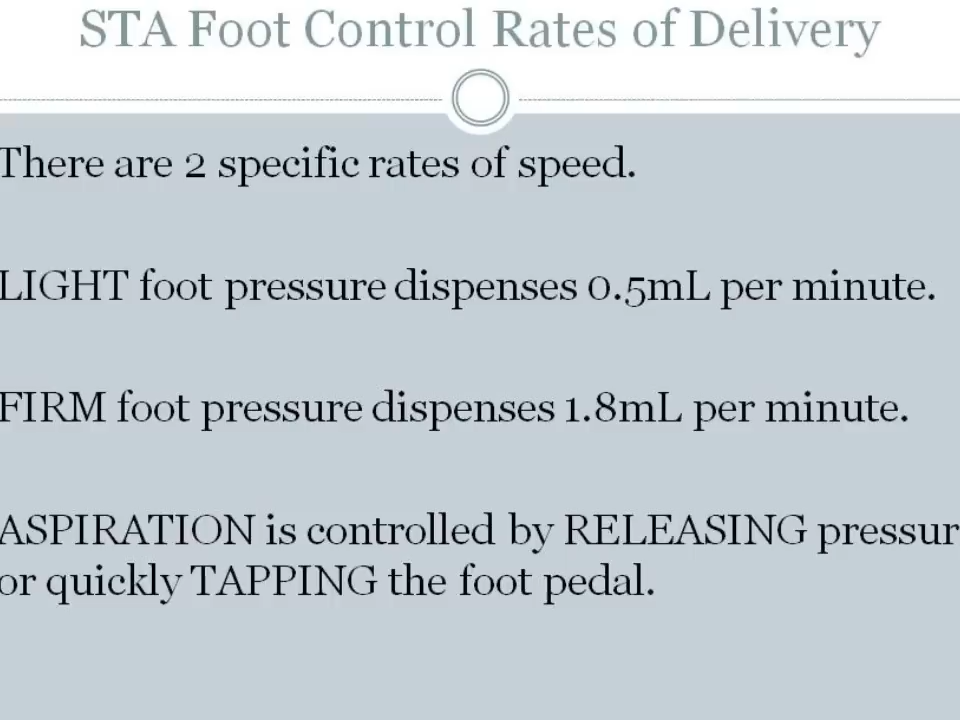 STA Foot Control Rates of Delivery
There are 2 specific rates of speed.
LIGHT foot pressure dispenses 0.5mL per minute.
FIRM foot pressure dispenses 1.8mL per minute.
ASPIRATION is controlled by RELEASING pressur
or quickly TAPPING the foot pedal.